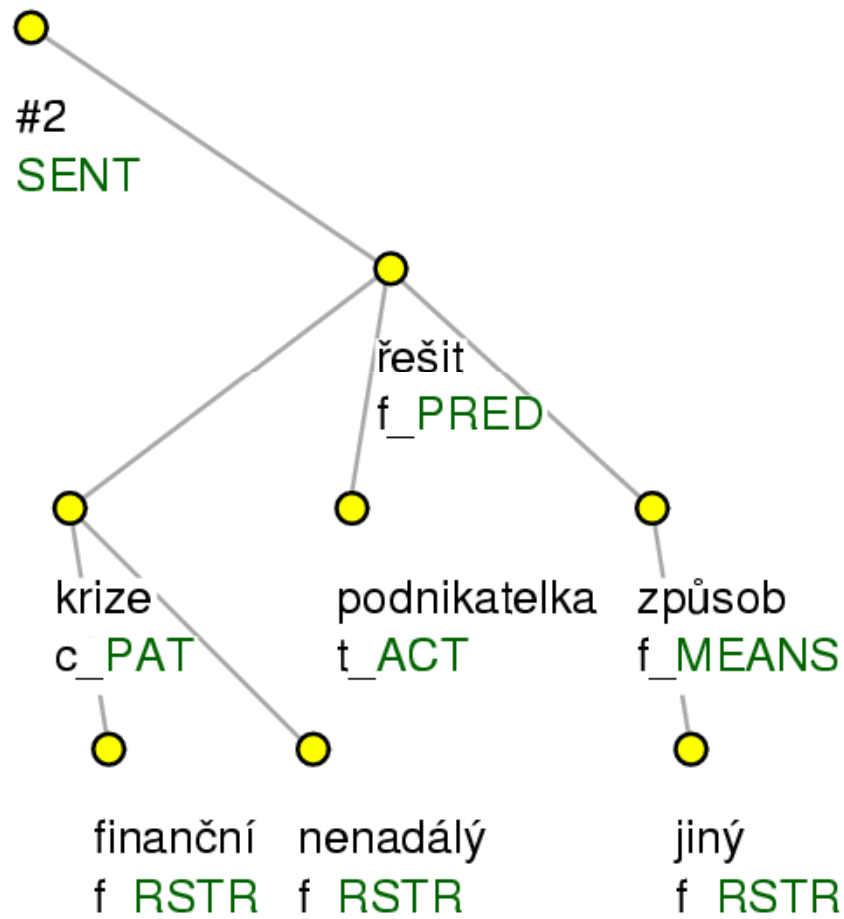 #2
SENT
řešit
f_PRED
krize podnikatelka způsob
c_PAT t_ACT f_MEANS
finanční nenadálý jiný
f_RSTR f_RSTR f_RSTR